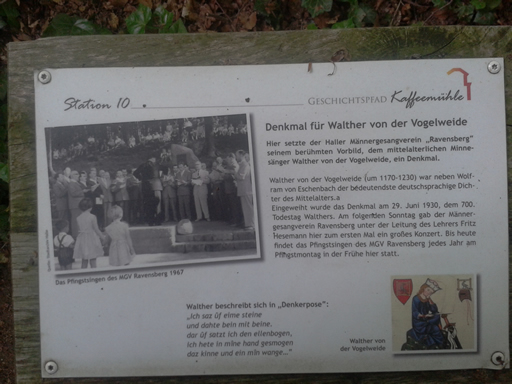 Station 10
GESCHICHTSPFAD Kaffeemühle
Denkmal für Walther von der Vogelweide
Hier setzte der Haller Männergesangverein „Ravensberg“
seinem berühmten Vorbild, dem mittelalterlichen Minne-
sänger Walther von der Vogelweide, ein Denkmal.
Walther von der Vogelweide (um 1170-1230) war neben Wolf-
ram von Eschenbach der bedeutendste deutschsprachige Dich-
ter des Mittelalters.a
Eingeweiht wurde das Denkmal am 29. Juni 1930, dem 700.
Todestag Walthers. Am folgenden Sonntag gab der Männer-
gesangverein Ravensberg unter der Leitung des Lehrers Fritz
Hesemann hier zum ersten Mal ein großes Konzert. Bis heute
findet das Pfingstsingen des MGV Ravensberg jedes Jahr am
Pfingstmontag in der Frühe hier statt.
Das Pfingstsingen des MGV Ravensberg 1967
Walther beschreibt sich in „Denkerpose“:
„ich saz ûf eime steine
und dahte bein mit beine.
dar ûf satzt ich den ellenbogen,
ich hete in mîne hand gesmogen
daz kinne und ein mîn wange…“
Walther von
der Vogelweide